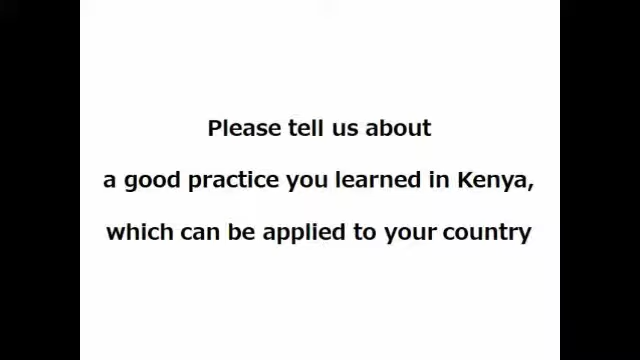 Please tell us about
a good practice you learned in Kenya,
which can be applied to your country